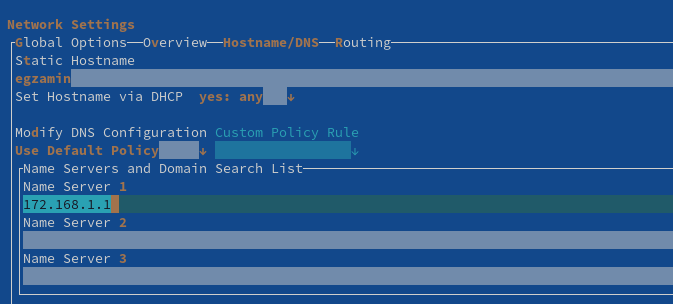 Network Settings
Global Options Overview Hostname/DNS Routing
Static Hostname
egzamin
Set Hostname via DHCP yes: any ↓
Modify DNS Configuration Custom Policy Rule
Use Default Policy ↓ ↓
Name Servers and Domain Search List
Name Server 1
172.168.1.1
Name Server 2
Name Server 3